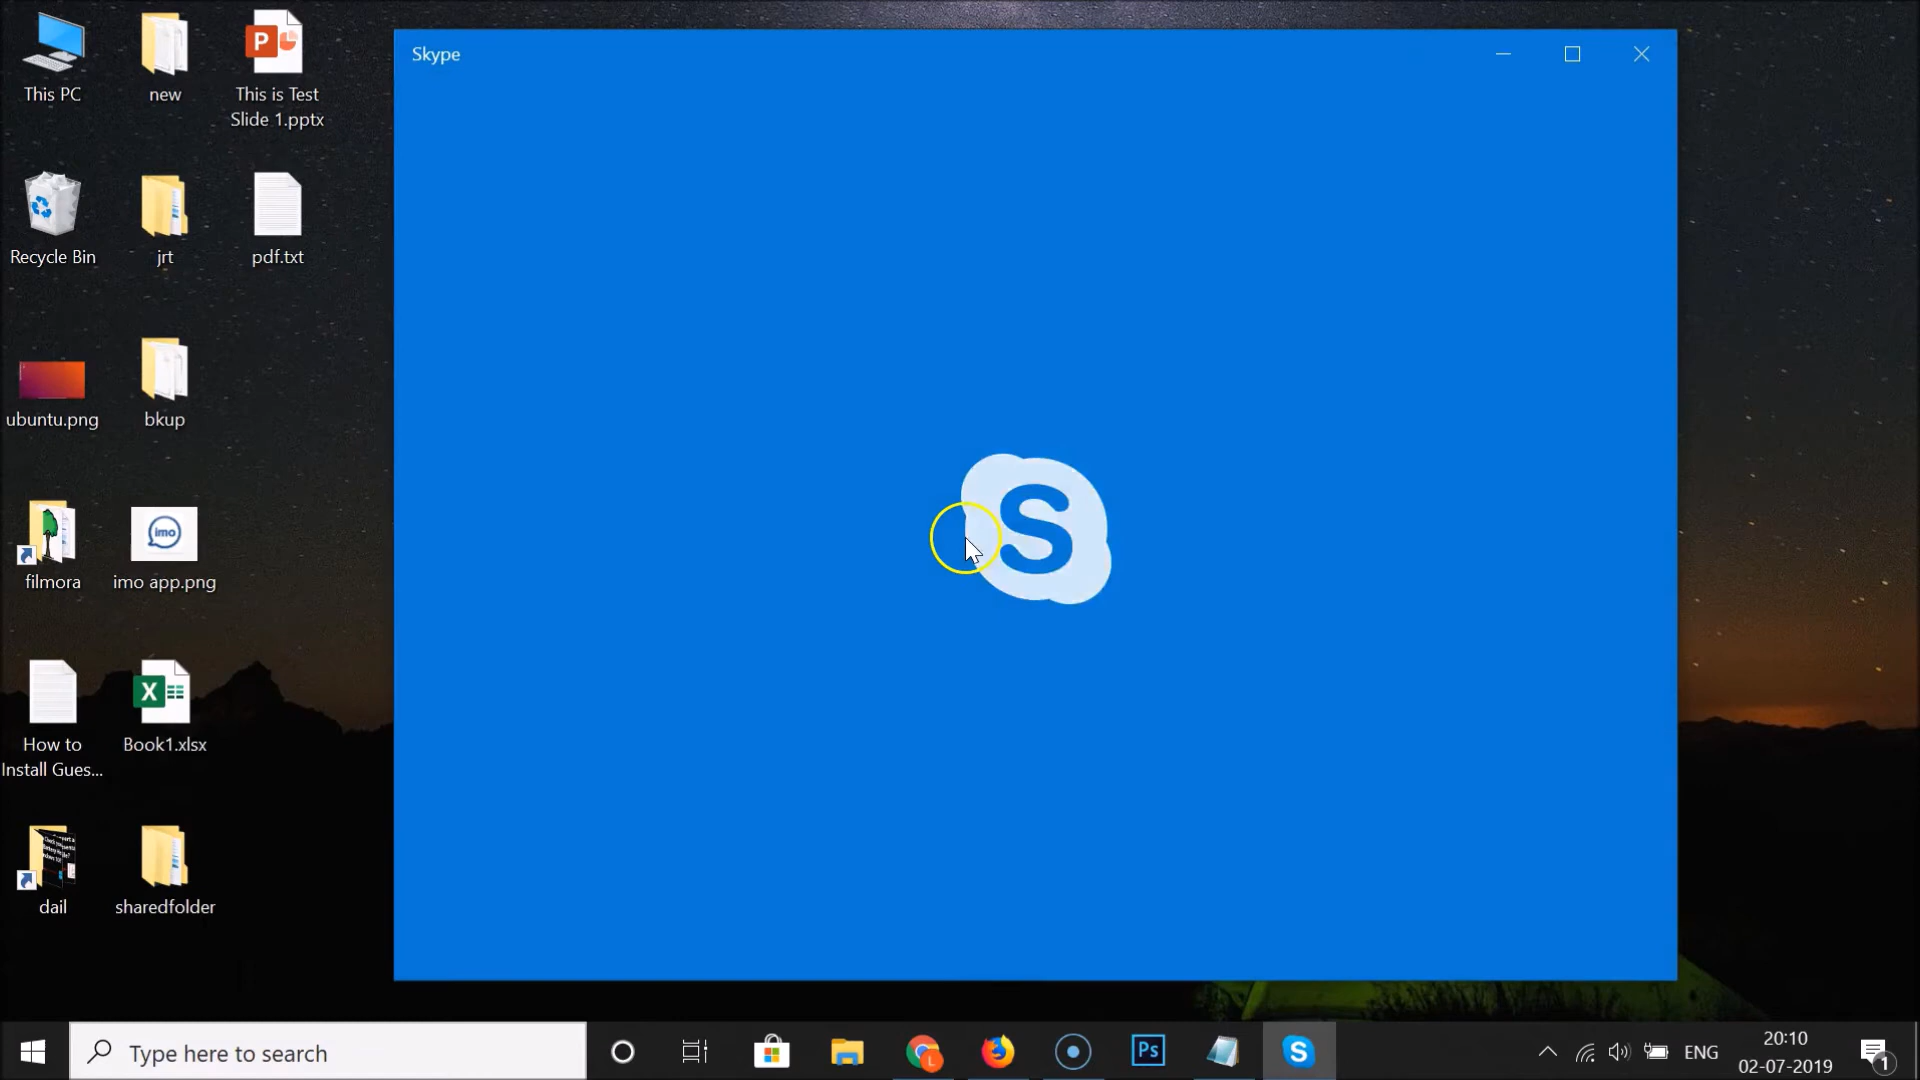 Skype
This PC
new
This is Test
Slide 1.pptx
Recycle Bin
jrt
pdf.txt
ubuntu.png
bkup
filmora
imo
imo app.png
How to
Install Gues...
Book1.xlsx
dail
sharedfolder
Type here to search
Ps
ENG
20:10
02-07-2019
1